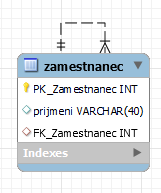 zamestnanec
PK_Zamestnanec INT
prijmeni VARCHAR(40)
FK_Zamestnanec INT
Indexes